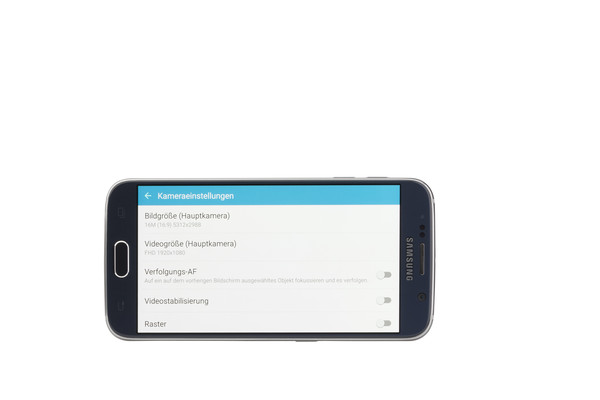 Kameraeinstellungen
Bildgröße (Hauptkamera)
16M (16:9) 5312x2988
Videogröße (Hauptkamera)
FHD 1920x1080
Verfolgungs-AF
Auf ein auf dem vorherigen Bildschirm ausgewähltes Objekt fokussieren und es verfolgen
Videostabilisierung
Raster
SAMSUNG